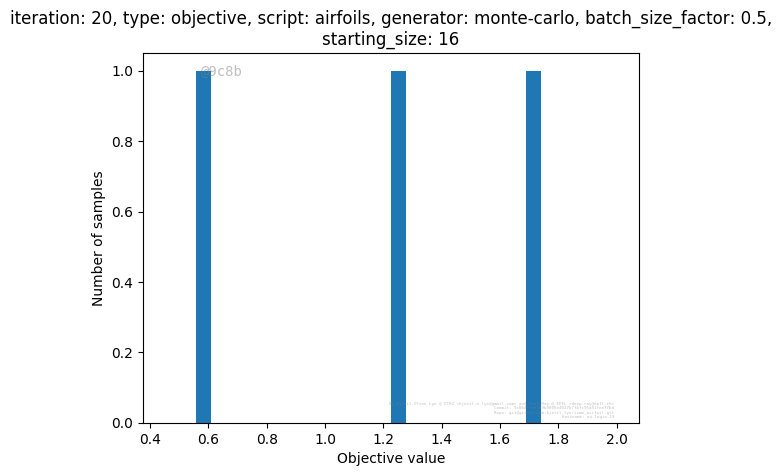 iteration: 20, type: objective, script: airfoils, generator: monte-carlo, batch_size_factor: 0.5,
starting_size: 16
@9c8b
1.0
0.8
0.6
0.4
0.2
0.0
Number of samples
0.4 0.6 0.8 1.0 1.2 1.4 1.6 1.8 2.0
Objective value